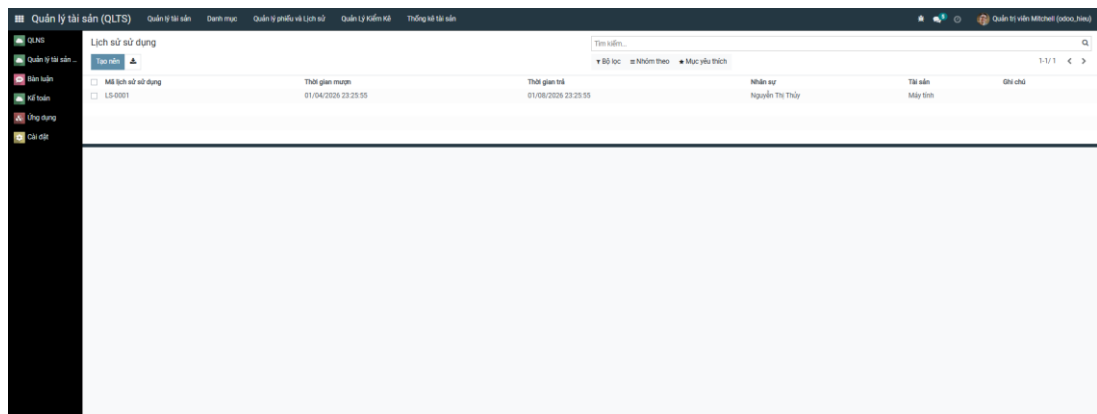 Quản lý tài sản (QLTS) Quản lý tài sản Danh mục Quản lý phiếu và Lịch sử Quản Lý Kiểm Kê Thống kê tài sản 5 Quản trị viên Mitchell (odoo_hieu)
QLNS
Quản lý tài sản ...
Bàn luận
Kế toán
Ứng dụng
Cài đặt
Lịch sử sử dụng Tìm kiếm...
Tạo nên Bộ lọc Nhóm theo Mục yêu thích 1-1 / 1
Mã lịch sử sử dụng Thời gian mượn Thời gian trả Nhân sự Tài sản Ghi chú
LS-0001 01/04/2026 23:25:55 01/08/2026 23:25:55 Nguyễn Thị Thủy Máy tính